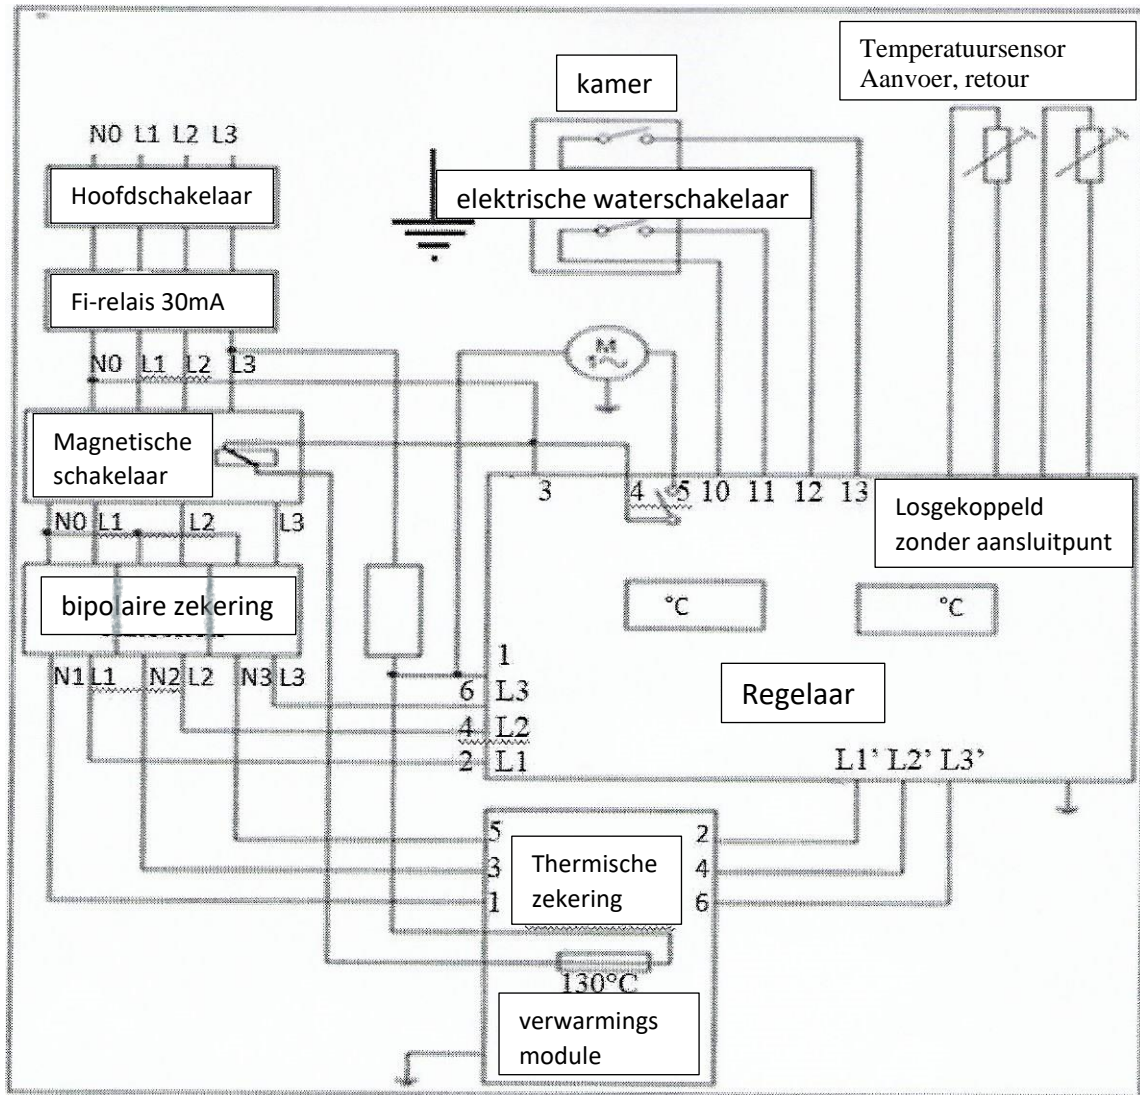 Temperatuursensor
Aanvoer, retour
kamer
N0 L1 L2 L3
Hoofdschakelaar
elektrische waterschakelaar
Fi-relais 30mA
M
1~
N0 L1 L2 L3
Magnetische
schakelaar
3 4 5 10 11 12 13
Losgekoppeld
zonder aansluitpunt
N0 L1 L2 L3
bipolaire zekering
°C °C
N1 L1 N2 L2 N3 L3
1
6 L3
4 L2
2 L1
Regelaar
L1’ L2’ L3’
5 2
3 4
1 6
Thermische
zekering
130°C
verwarmings
module